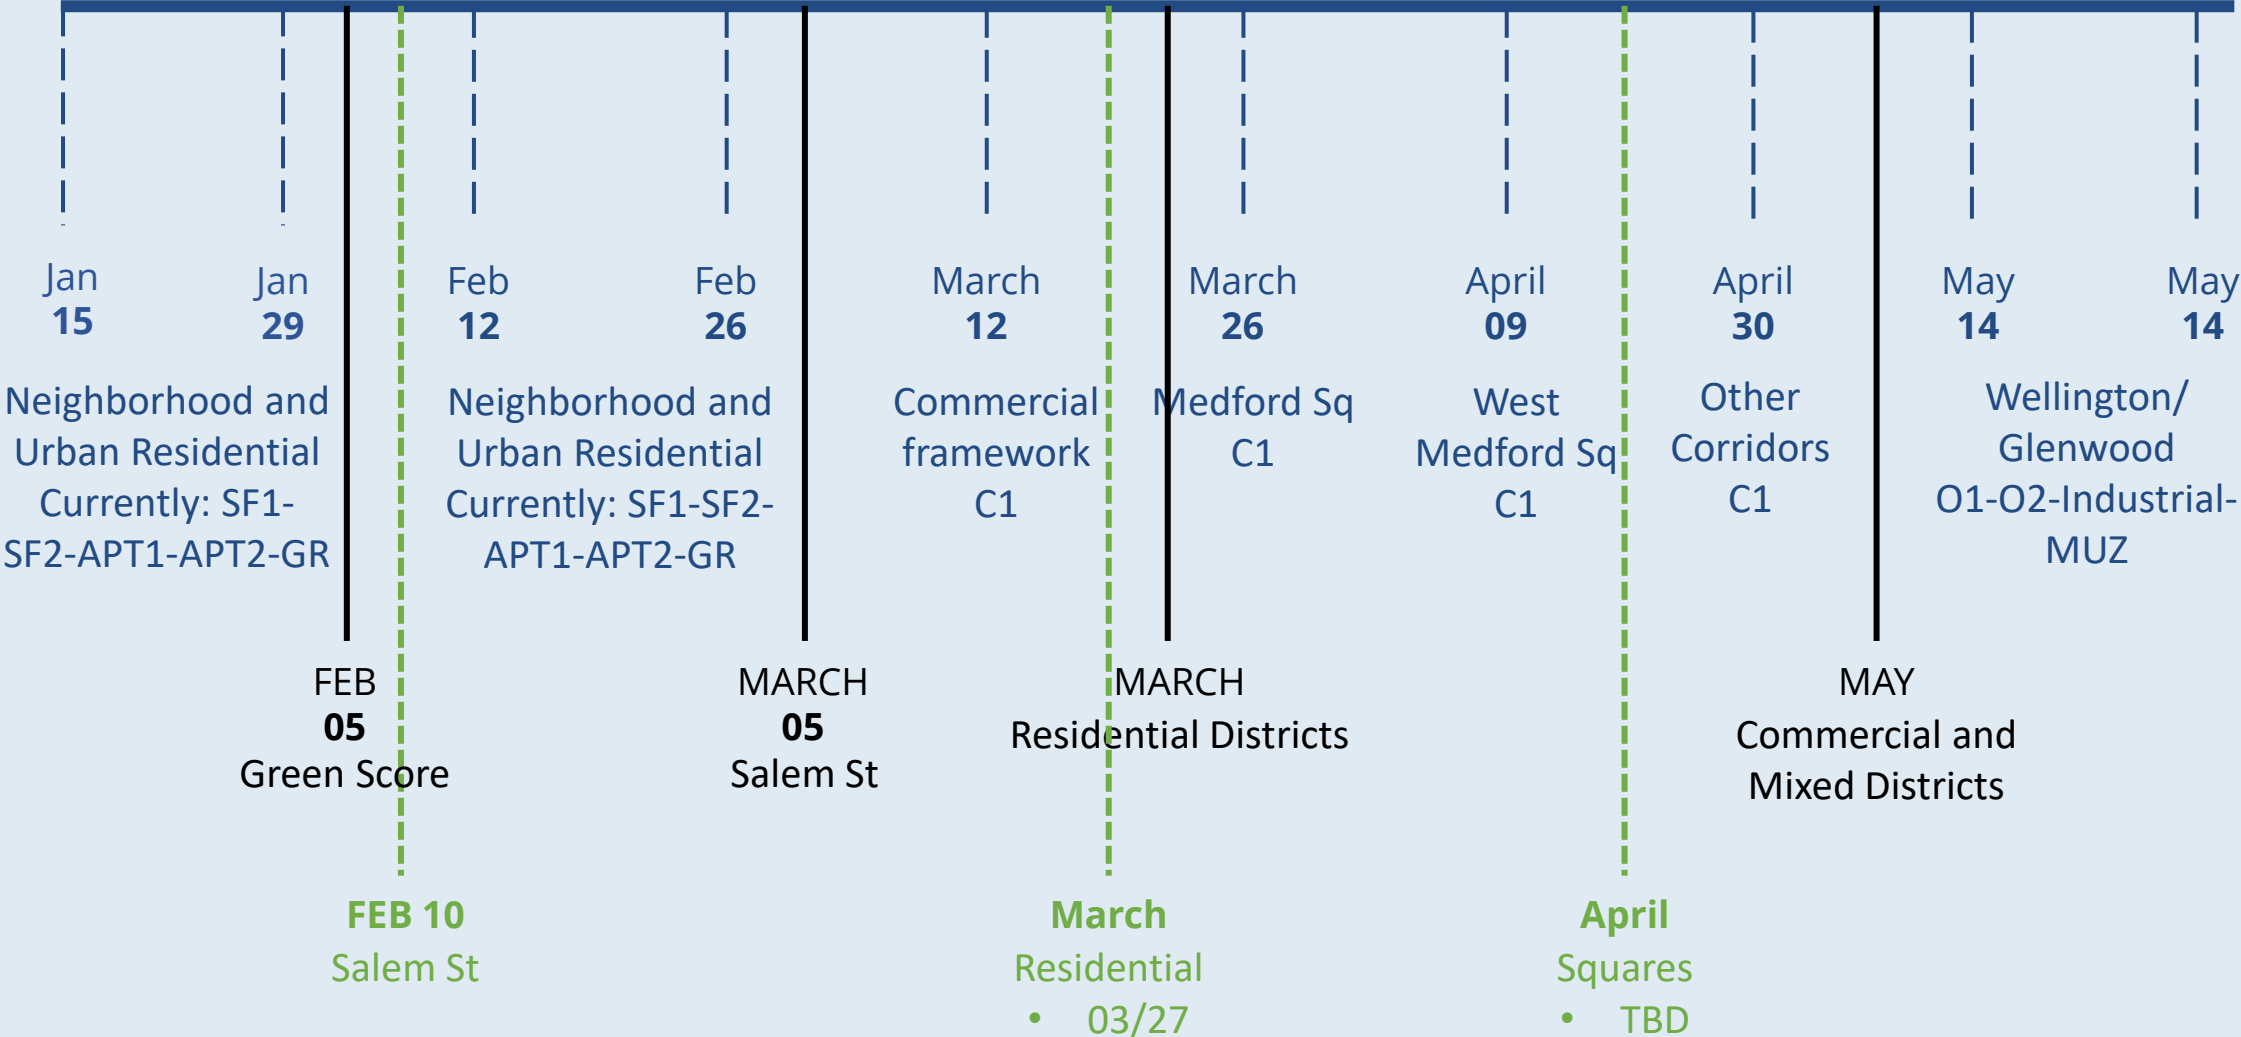 Jan
15
Jan
29
Feb
12
Feb
26
March
12
March
26
April
09
April
30
May
14
May
14
Neighborhood and
Urban Residential
Currently: SF1-
SF2-APT1-APT2-GR
Neighborhood and
Urban Residential
Currently: SF1-SF2-
APT1-APT2-GR
Commercial
framework
C1
Medford Sq
C1
West
Medford Sq
C1
Other
Corridors
C1
Wellington/
Glenwood
O1-O2-Industrial-
MUZ
FEB
05
Green Score
MARCH
05
Salem St
MARCH
Residential Districts
MAY
Commercial and
Mixed Districts
FEB 10
Salem St
March
Residential
• 03/27
April
Squares
• TBD